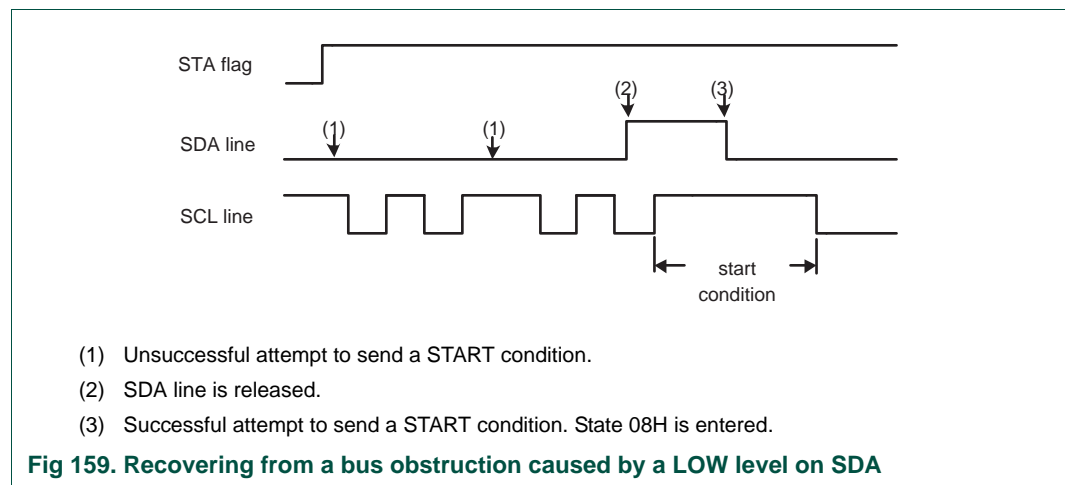 STA flag
(2) (3)
(1) (1)
SDA line
SCL line
start
condition
(1) Unsuccessful attempt to send a START condition.
(2) SDA line is released.
(3) Successful attempt to send a START condition. State 08H is entered.
Fig 159. Recovering from a bus obstruction caused by a LOW level on SDA